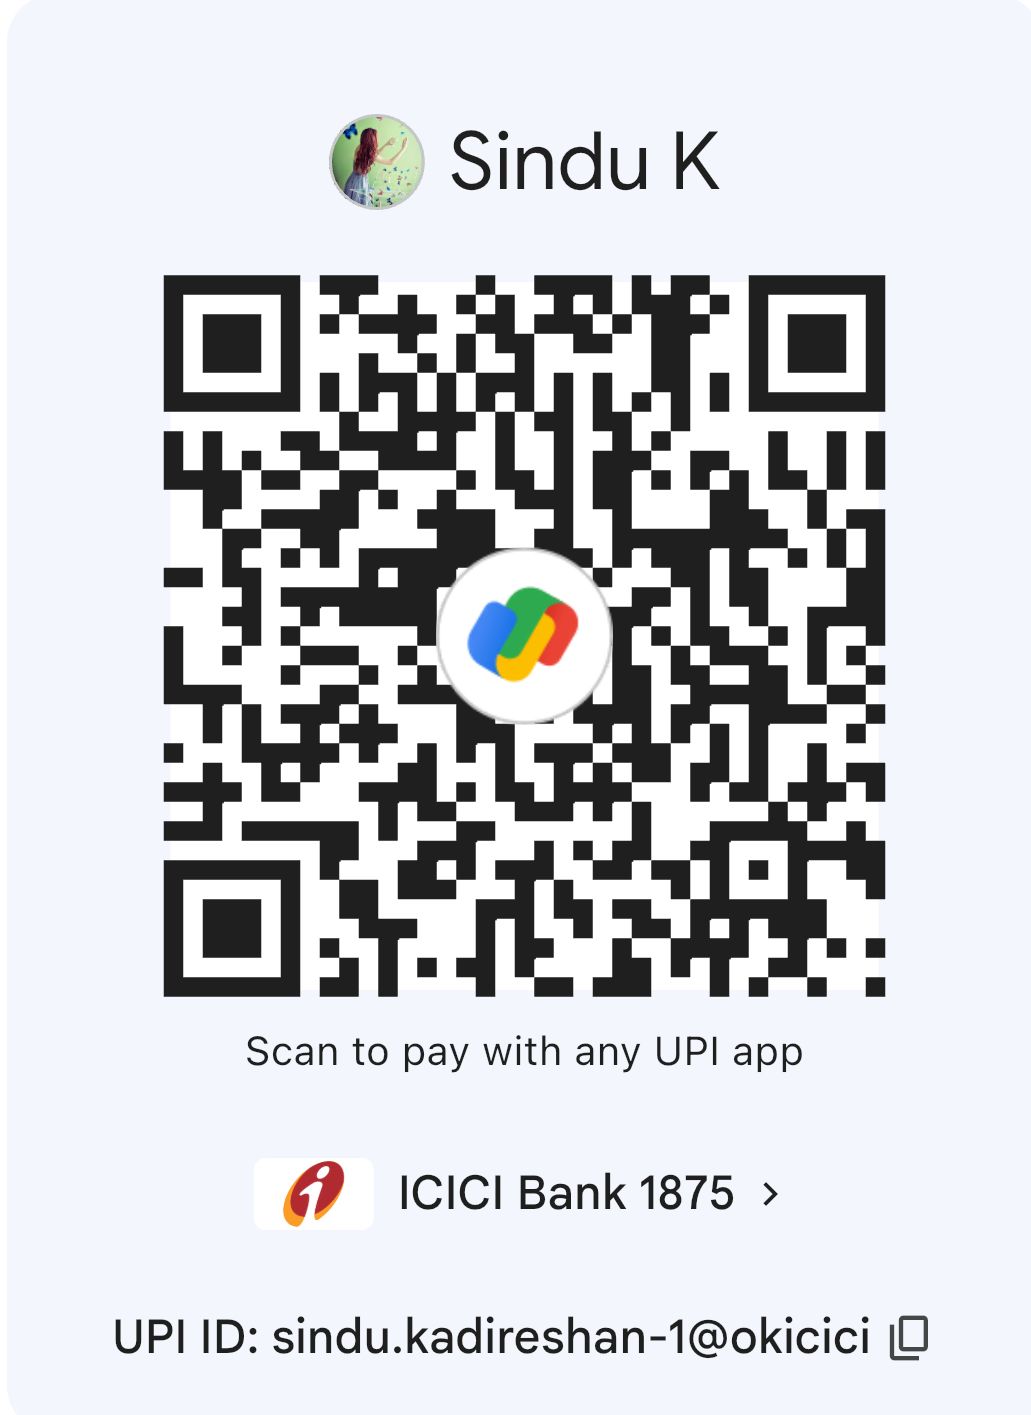 Sindu K
Scan to pay with any UPI app
ICICI Bank 1875
UPI ID: sindu.kadireshan-1@okicici